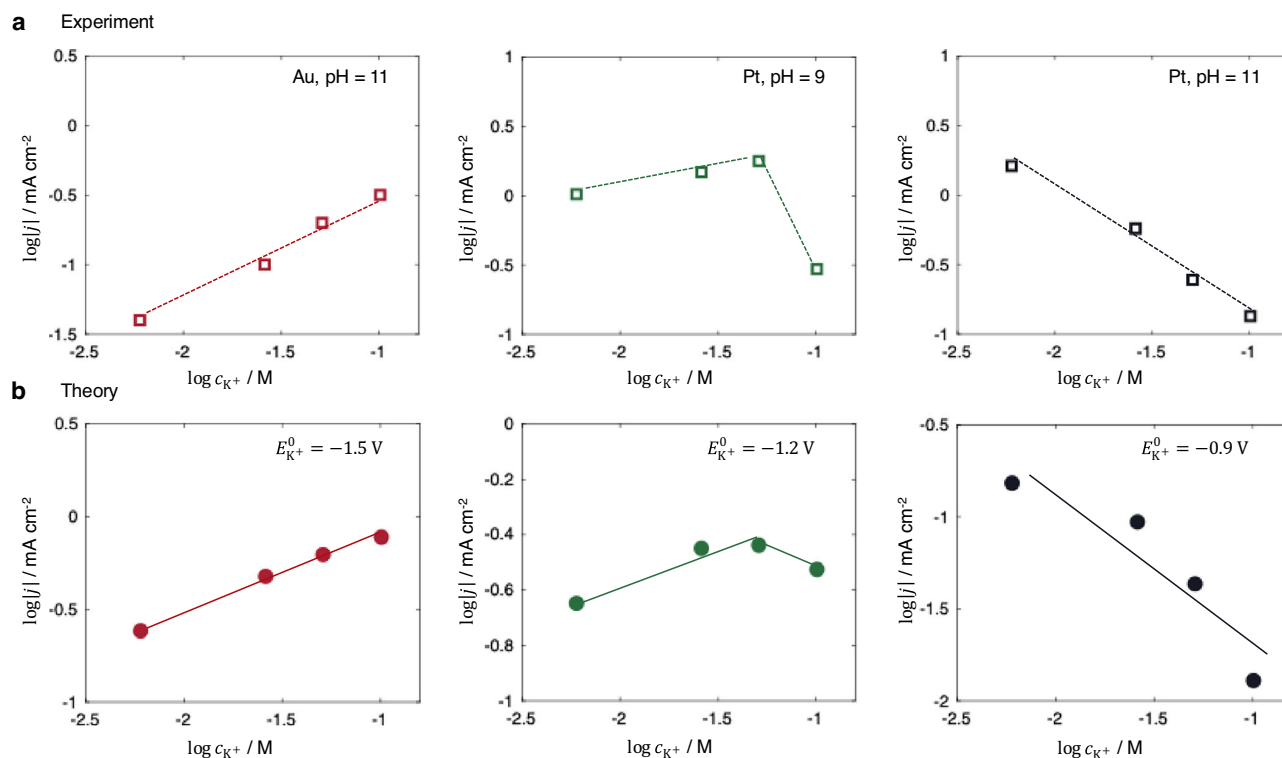 a Experiment
Au, pH = 11
0.5
0
-0.5
-1
-1.5
-2.5 -2 -1.5 -1
log|j| / mA cm⁻²
log c_K⁺ / M
Pt, pH = 9
1
0.5
0
-0.5
-1
-2.5 -2 -1.5 -1
log|j| / mA cm⁻²
log c_K⁺ / M
Pt, pH = 11
1
0.5
0
-0.5
-1
-2.5 -2 -1.5 -1
log|j| / mA cm⁻²
log c_K⁺ / M
b Theory
E⁰_K⁺ = −1.5 V
0.5
0
-0.5
-1
-2.5 -2 -1.5 -1
log|j| / mA cm⁻²
log c_K⁺ / M
E⁰_K⁺ = −1.2 V
0
-0.2
-0.4
-0.6
-0.8
-1
-2.5 -2 -1.5 -1
log|j| / mA cm⁻²
log c_K⁺ / M
E⁰_K⁺ = −0.9 V
-0.5
-1
-1.5
-2
-2.5 -2 -1.5 -1
log|j| / mA cm⁻²
log c_K⁺ / M